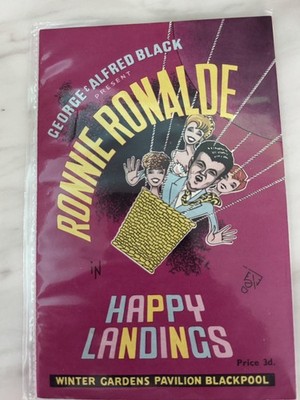 GEORGE & ALFRED BLACK
PRESENT
RONNIE RONALDE
IN
HAPPY
LANDINGS
Price 3d.
WINTER GARDENS PAVILION BLACKPOOL